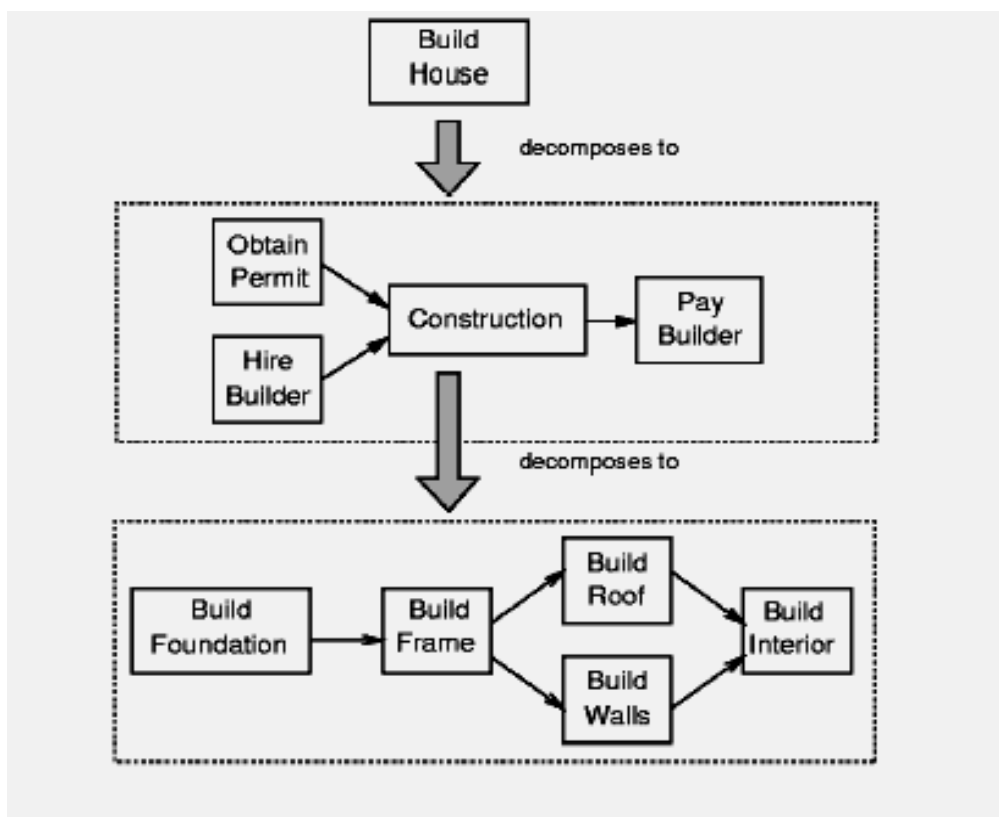 Build
House
decomposes to
Obtain
Permit
Construction
Pay
Builder
Hire
Builder
decomposes to
Build
Foundation
Build
Frame
Build
Roof
Build
Walls
Build
Interior